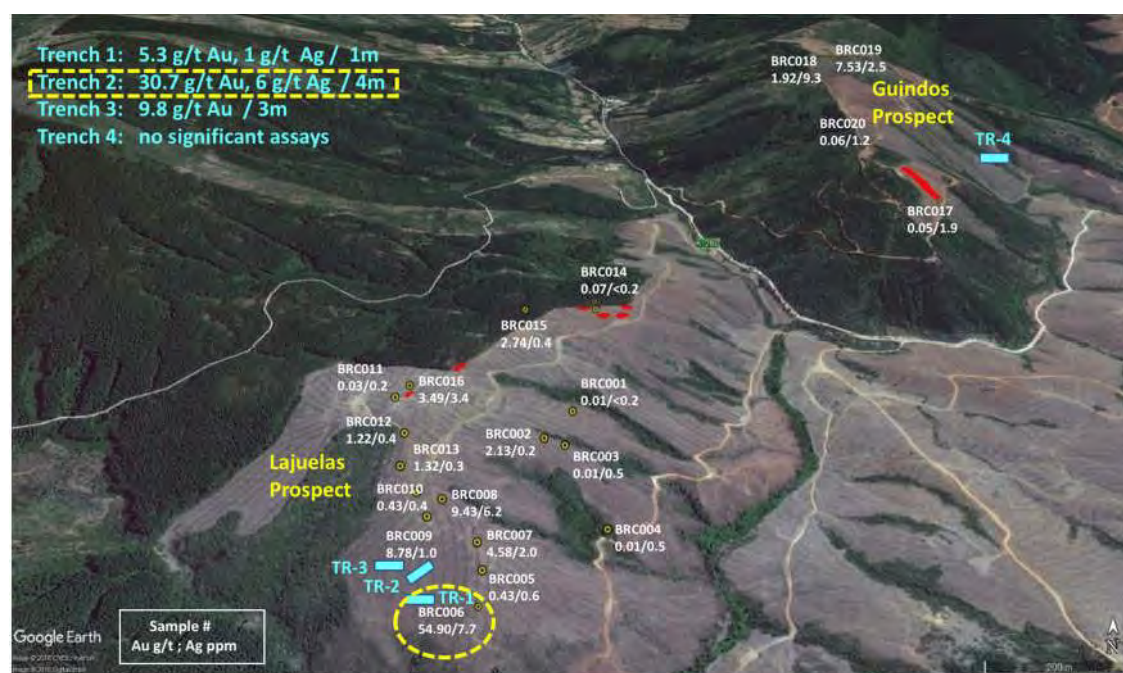 Trench 1: 5.3 g/t Au, 1 g/t Ag / 1m
Trench 2: 30.7 g/t Au, 6 g/t Ag / 4m
Trench 3: 9.8 g/t Au / 3m
Trench 4: no significant assays
BRC019
7.53/2.5
BRC018
1.92/9.3
Guindos
Prospect
BRC020
0.06/1.2
TR-4
BRC017
0.05/1.9
BRC014
0.07/<0.2
BRC015
2.74/0.4
BRC011
0.03/0.2
BRC016
3.49/3.4
BRC001
0.01/<0.2
BRC012
1.22/0.4
BRC002
2.13/0.2
BRC003
0.01/0.5
BRC013
1.32/0.3
Lajuelas
Prospect
BRC010
0.43/0.4
BRC008
9.43/6.2
BRC004
0.01/0.5
BRC009
8.78/1.0
BRC007
4.58/2.0
TR-3
TR-2
BRC005
0.43/0.6
TR-1
BRC006
54.90/7.7
Sample #
Au g/t ; Ag ppm
Google Earth
N
200 m